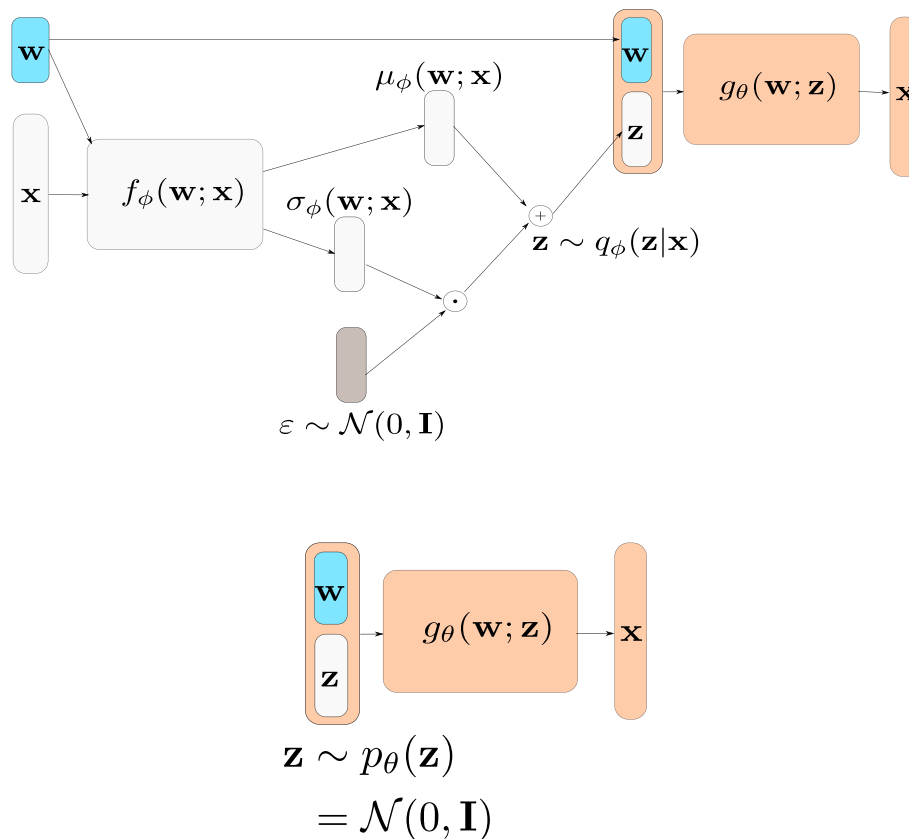 w
w
μ_ϕ(w; x)
g_θ(w; z)
x
z
x
f_ϕ(w; x)
σ_ϕ(w; x)
+
z ∼ q_ϕ(z|x)
·
ε ∼ 𝒩(0, I)
w
g_θ(w; z)
x
z
z ∼ p_θ(z)
= 𝒩(0, I)